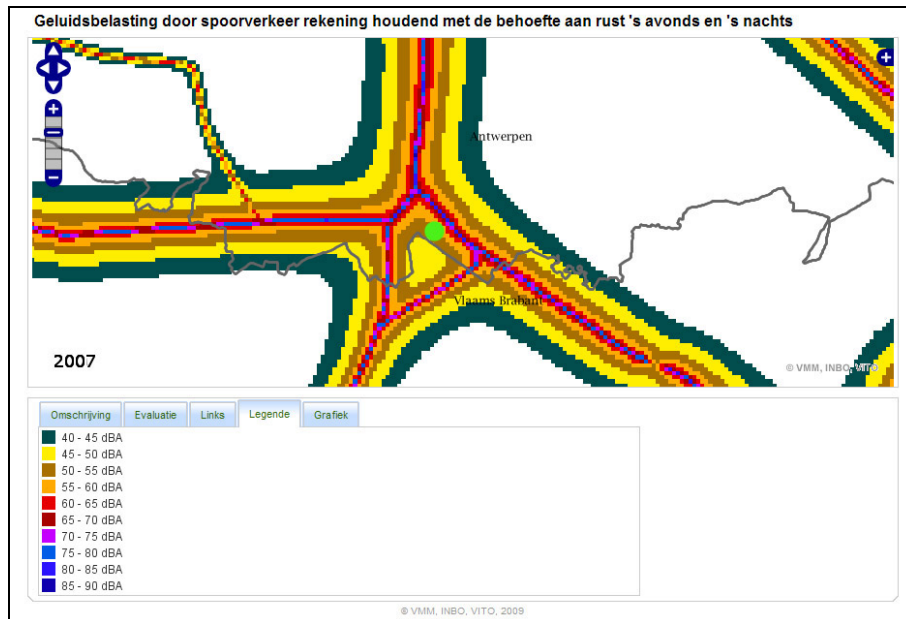 Geluidsbelasting door spoorverkeer rekening houdend met de behoefte aan rust 's avonds en 's nachts
Antwerpen
Vlaams Brabant
2007
© VMM, INBO, VITO
Omschrijving Evaluatie Links Legende Grafiek
40 - 45 dBA
45 - 50 dBA
50 - 55 dBA
55 - 60 dBA
60 - 65 dBA
65 - 70 dBA
70 - 75 dBA
75 - 80 dBA
80 - 85 dBA
85 - 90 dBA
© VMM, INBO, VITO, 2009